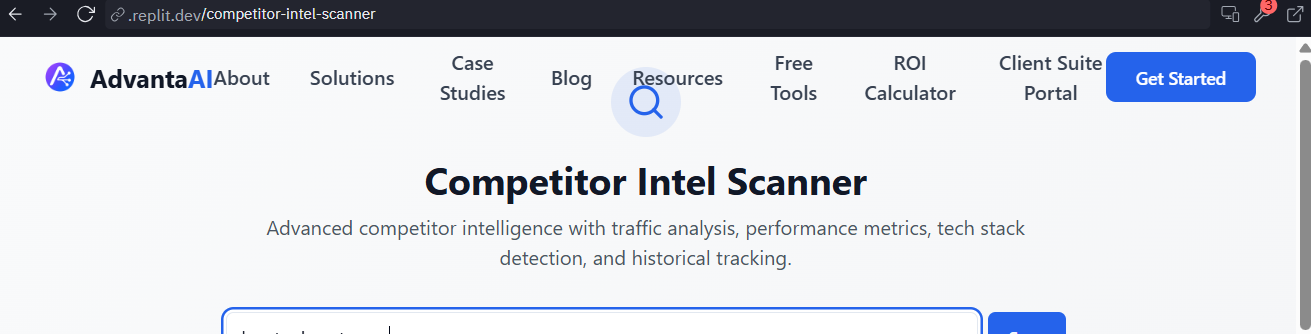 .replit.dev/competitor-intel-scanner
3
AdvantaAI About Solutions Case Studies Blog Resources Free Tools ROI Calculator Client Suite Portal Get Started
Competitor Intel Scanner
Advanced competitor intelligence with traffic analysis, performance metrics, tech stack
detection, and historical tracking.